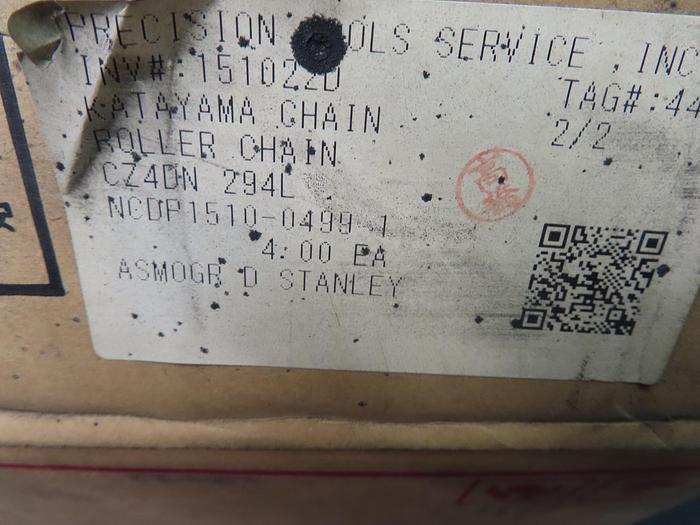 PRECISION OLS SERVICE , INC
INV#:151022D
TAG#:44
KATAYAMA CHAIN
2/2
ROLLER CHAIN
CZ4DN 294L
NCDP1510-0499 1
4.00 EA
ASMOGR D STANLEY